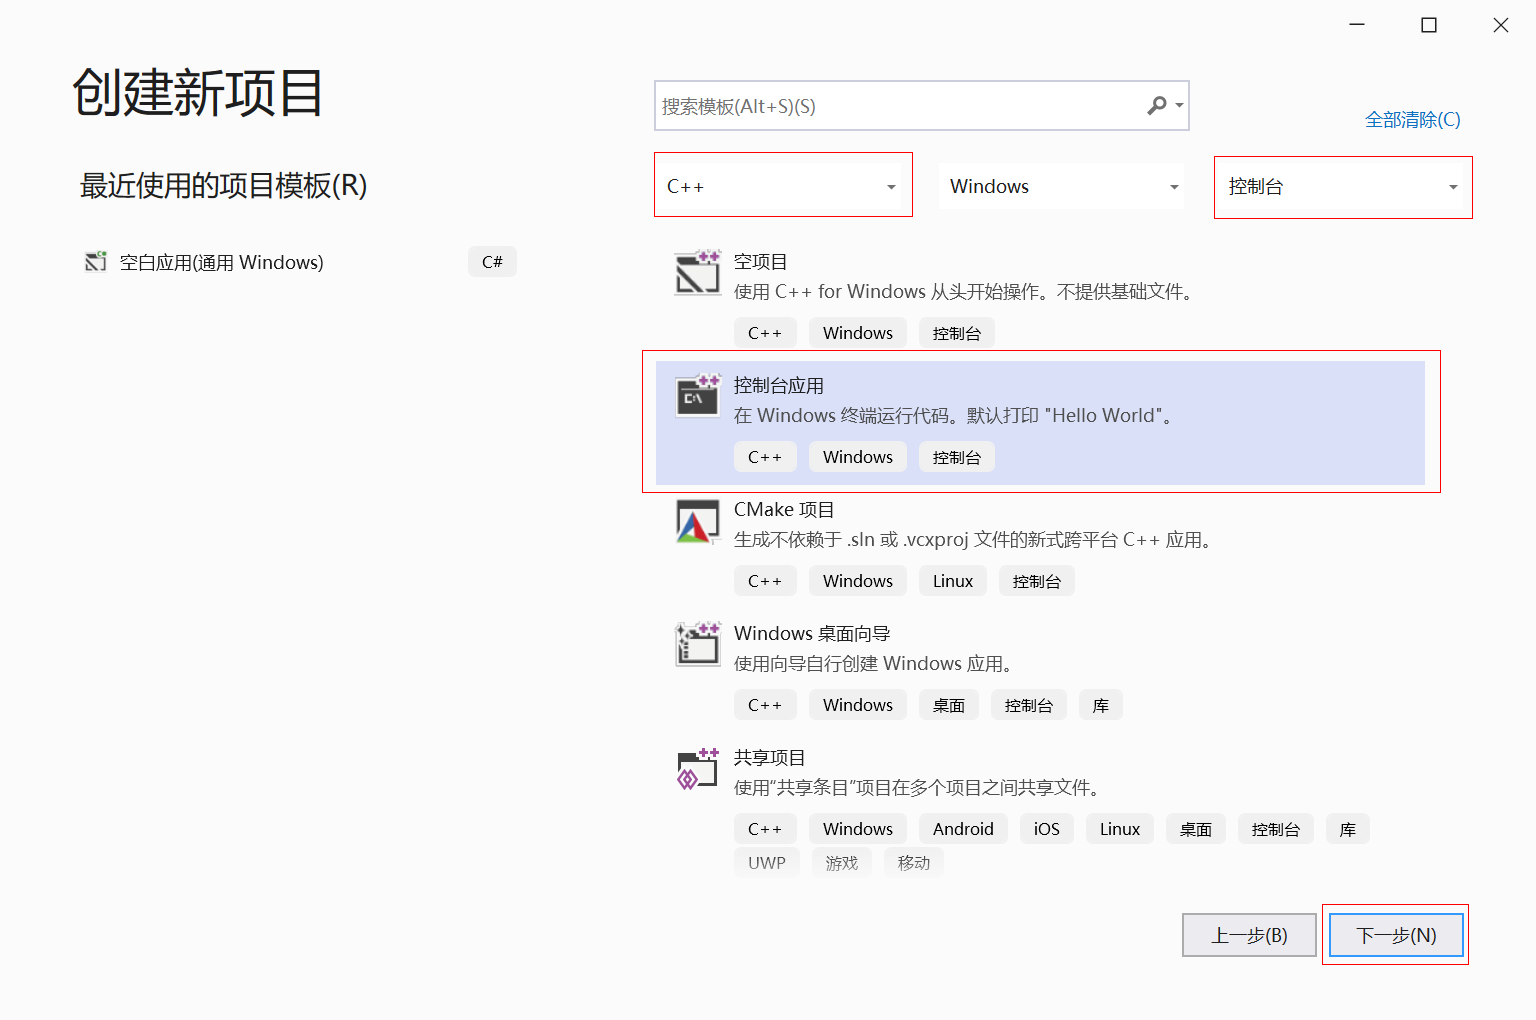 创建新项目
最近使用的项目模板(R)
空白应用(通用 Windows) C#
搜索模板(Alt+S)(S)
全部清除(C)
C++ Windows 控制台
空项目
使用 C++ for Windows 从头开始操作。不提供基础文件。
C++ Windows 控制台
控制台应用
C:\
在 Windows 终端运行代码。默认打印 "Hello World"。
C++ Windows 控制台
CMake 项目
生成不依赖于 .sln 或 .vcxproj 文件的新式跨平台 C++ 应用。
C++ Windows Linux 控制台
Windows 桌面向导
使用向导自行创建 Windows 应用。
C++ Windows 桌面 控制台 库
共享项目
使用“共享条目”项目在多个项目之间共享文件。
C++ Windows Android iOS Linux 桌面 控制台 库
UWP 游戏 移动
上一步(B) 下一步(N)